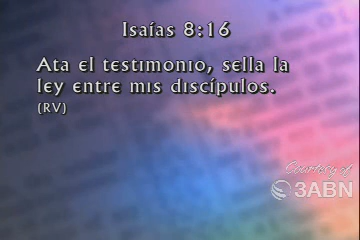 Isaías 8:16
Ata el testimonio, sella la
ley entre mis discípulos.
(RV)
Courtesy of
3ABN